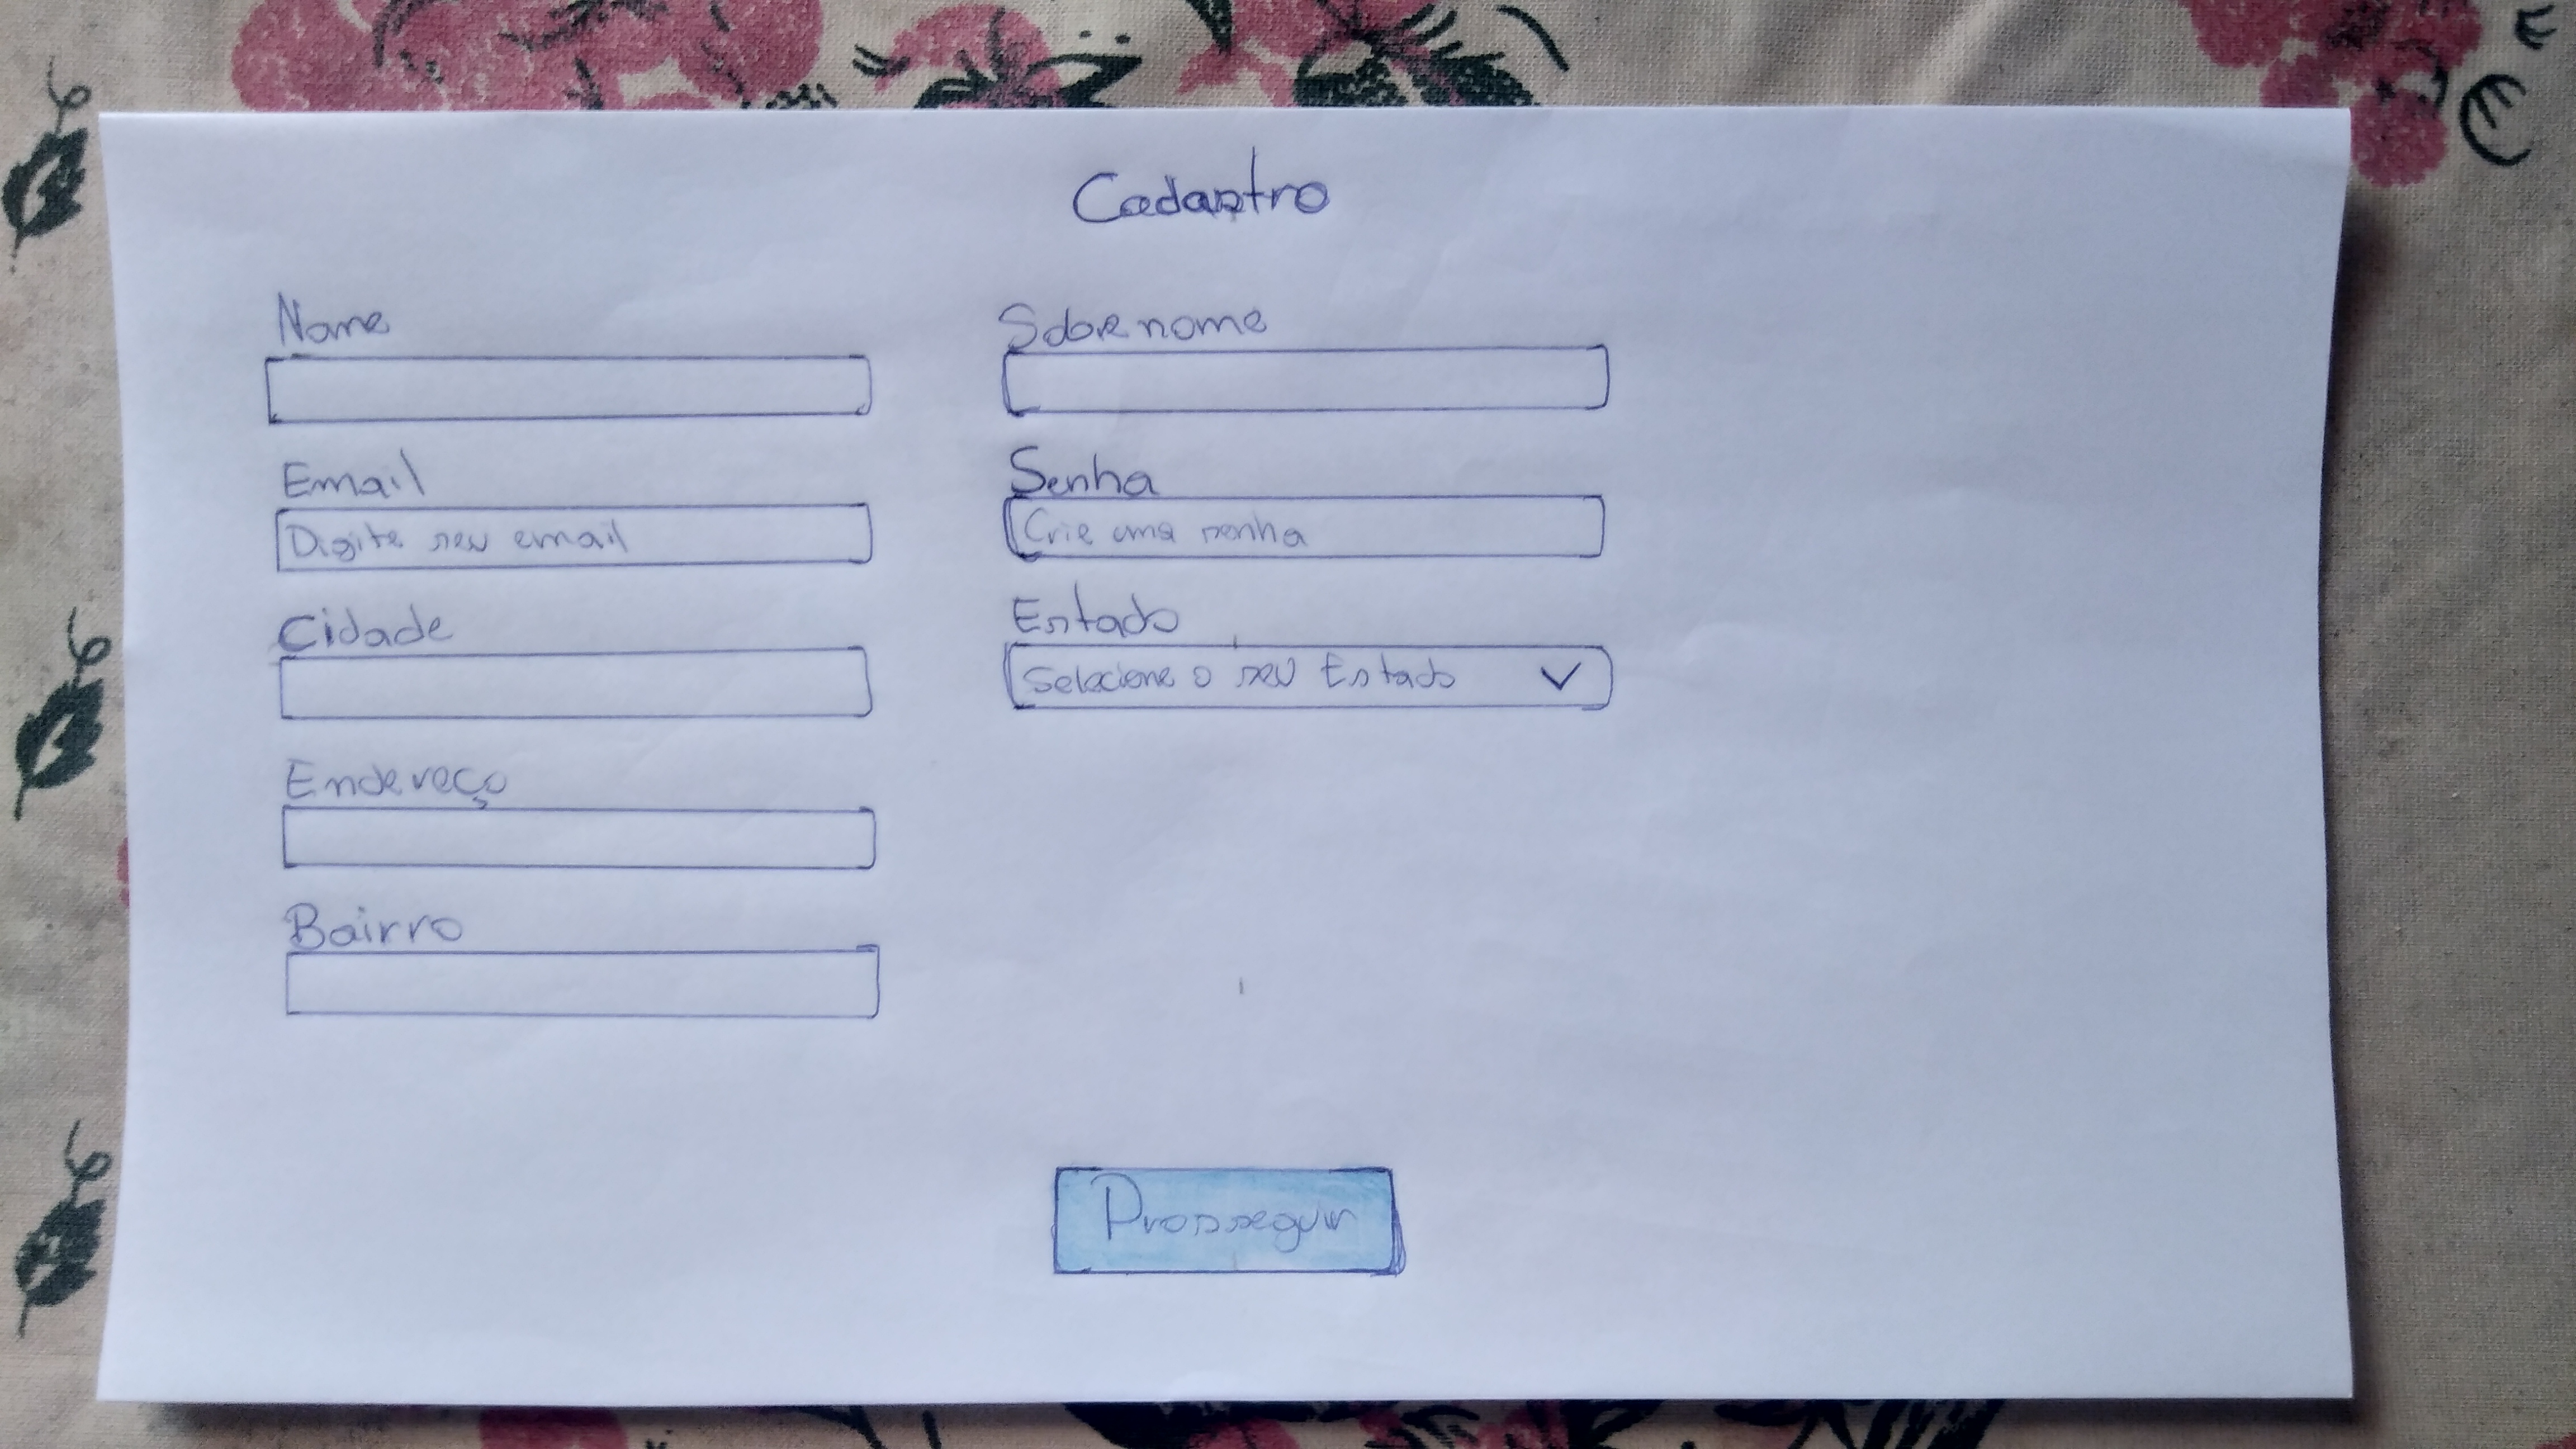 Cadastro
Nome
Sobrenome
Email
Senha
Digite seu email
Crie uma senha
Cidade
Estado
Selecione o seu Estado
Endereço
Bairro
Prosseguir